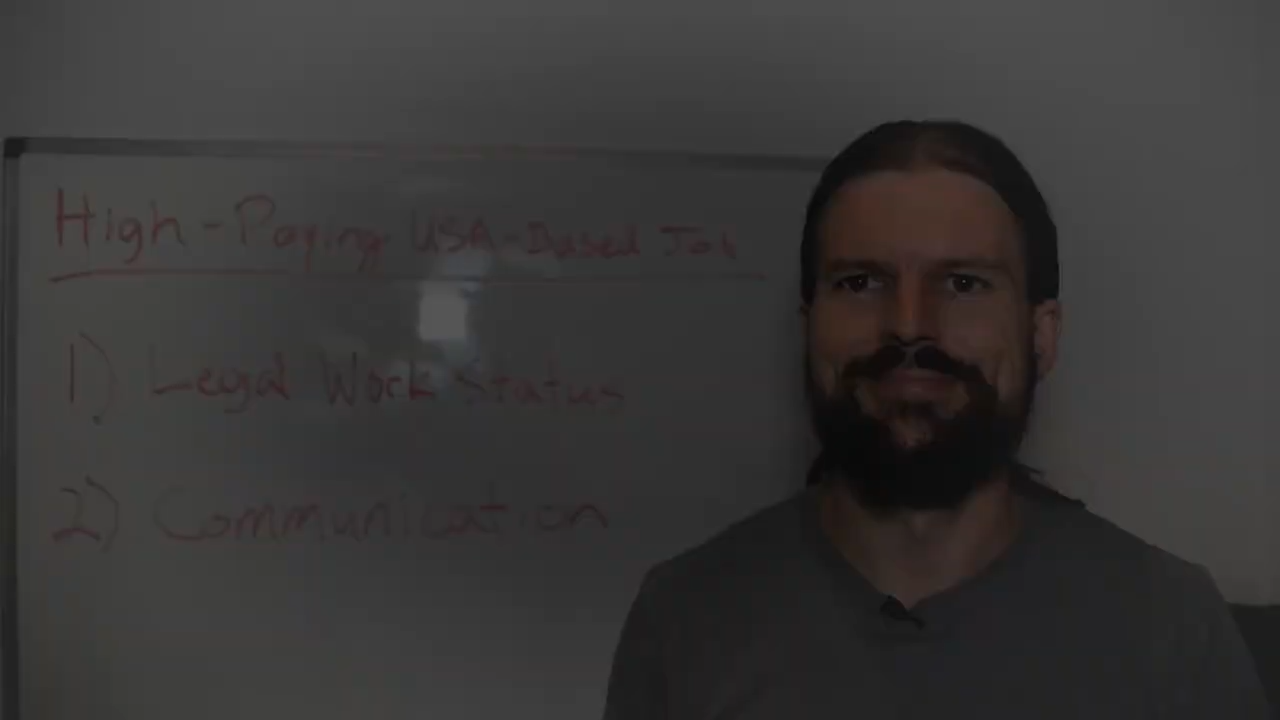 High-Paying USA-Based Job
1) Legal Work Status
2) Communication